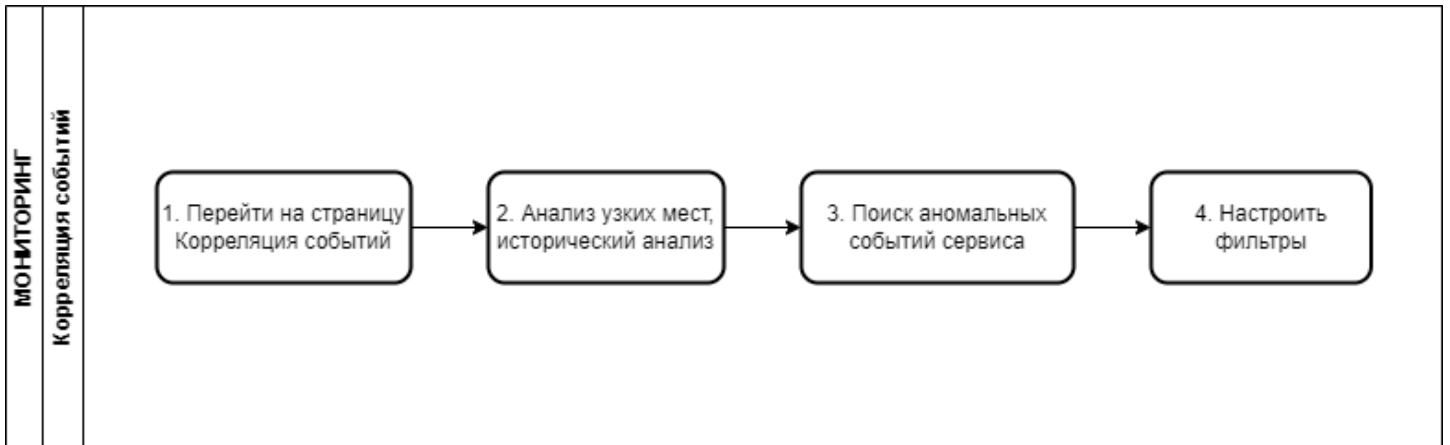 МОНИТОРИНГ
Корреляция событий
1. Перейти на страницу
Корреляция событий
2. Анализ узких мест,
исторический анализ
3. Поиск аномальных
событий сервиса
4. Настроить
фильтры